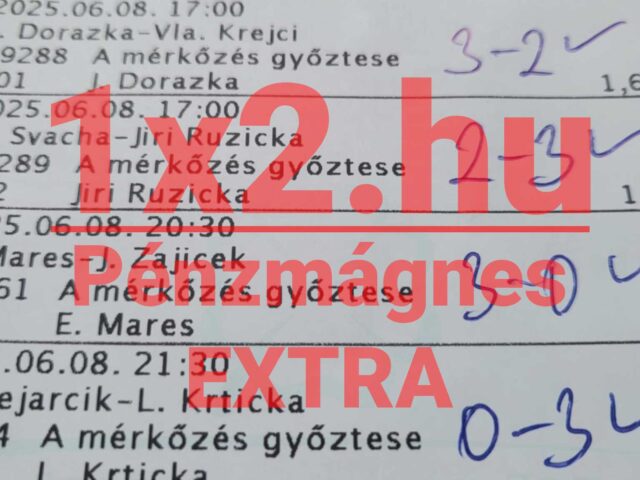 2025.06.08. 17:00
. Dorazka-Vla. Krejci
9288 A mérkőzés győztese 3-2 ✓
01 J. Dorazka 1,6
2025.06.08. 17:00
Svacha-Jiri Ruzicka
289 A mérkőzés győztese 2-3 ✓
2 Jiri Ruzicka 1
25.06.08. 20:30
Mares-J. Zajicek
61 A mérkőzés győztese 3-0 ✓
E. Mares
.06.08. 21:30
ejarcik-L. Krticka
4 A mérkőzés győztese 0-3 ✓
L. Krticka
1x2.hu
Pénzmágnes
EXTRA